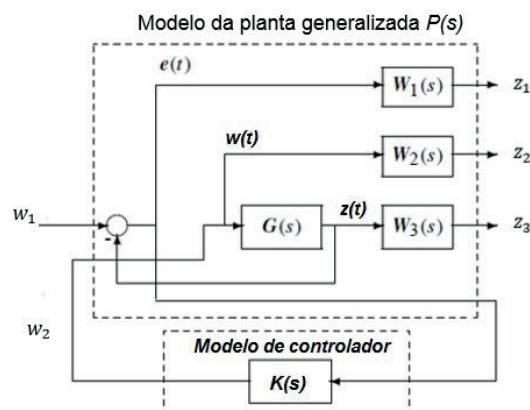 Modelo da planta generalizada P(s)
e(t)
W₁(s)
z₁
w(t)
W₂(s)
z₂
w₁
-
G(s)
z(t)
W₃(s)
z₃
w₂
Modelo de controlador
K(s)